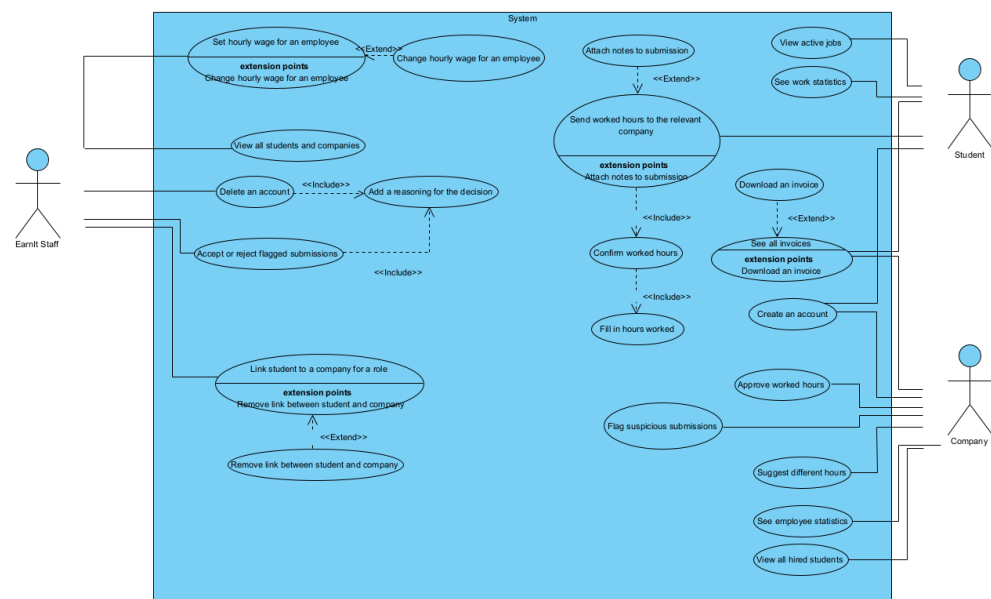 System
Set hourly wage for an employee
extension points
Change hourly wage for an employee
<<Extend>>
Change hourly wage for an employee
Attach notes to submission
<<Extend>>
View active jobs
See work statistics
Send worked hours to the relevant
company
extension points
Attach notes to submission
Student
View all students and companies
EarnIt Staff
Delete an account
<<Include>>
Add a reasoning for the decision
Accept or reject flagged submissions
<<Include>>
Download an invoice
<<Extend>>
See all invoices
extension points
Download an invoice
<<Include>>
Confirm worked hours
<<Include>>
Fill in hours worked
Create an account
Link student to a company for a role
extension points
Remove link between student and company
<<Extend>>
Remove link between student and company
Approve worked hours
Flag suspicious submissions
Company
Suggest different hours
See employee statistics
View all hired students